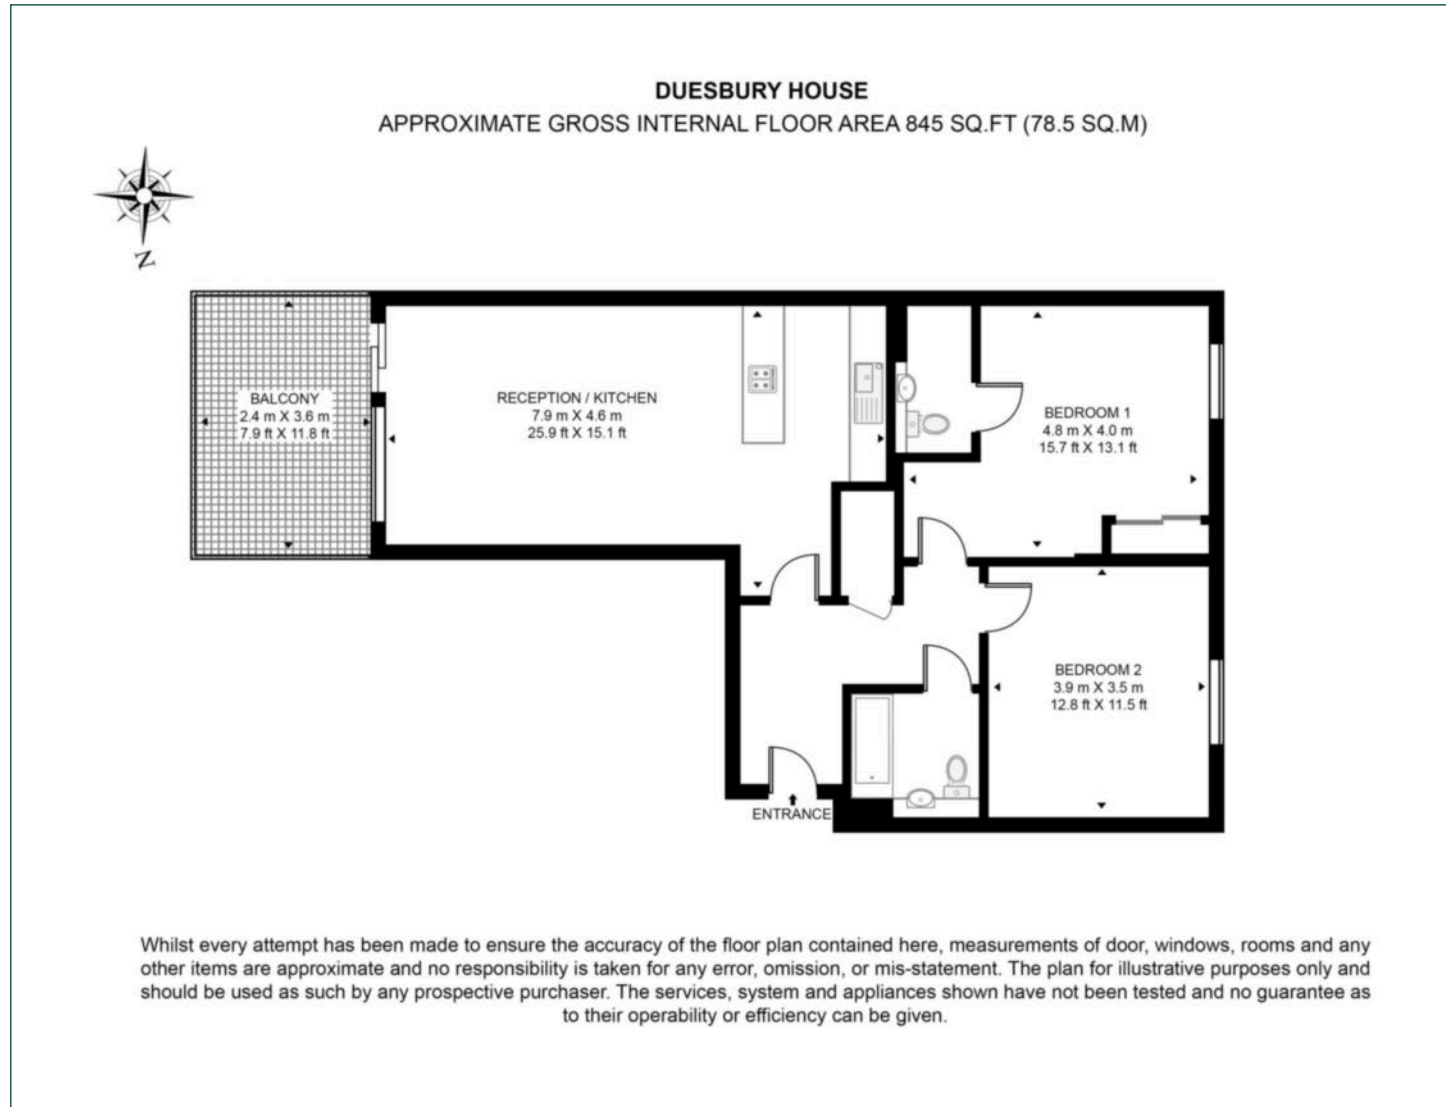 DUESBURY HOUSE
APPROXIMATE GROSS INTERNAL FLOOR AREA 845 SQ.FT (78.5 SQ.M)
N
BALCONY
2.4 m X 3.6 m
7.9 ft X 11.8 ft
RECEPTION / KITCHEN
7.9 m X 4.6 m
25.9 ft X 15.1 ft
BEDROOM 1
4.8 m X 4.0 m
15.7 ft X 13.1 ft
BEDROOM 2
3.9 m X 3.5 m
12.8 ft X 11.5 ft
ENTRANCE
Whilst every attempt has been made to ensure the accuracy of the floor plan contained here, measurements of door, windows, rooms and any
other items are approximate and no responsibility is taken for any error, omission, or mis-statement. The plan for illustrative purposes only and
should be used as such by any prospective purchaser. The services, system and appliances shown have not been tested and no guarantee as
to their operability or efficiency can be given.